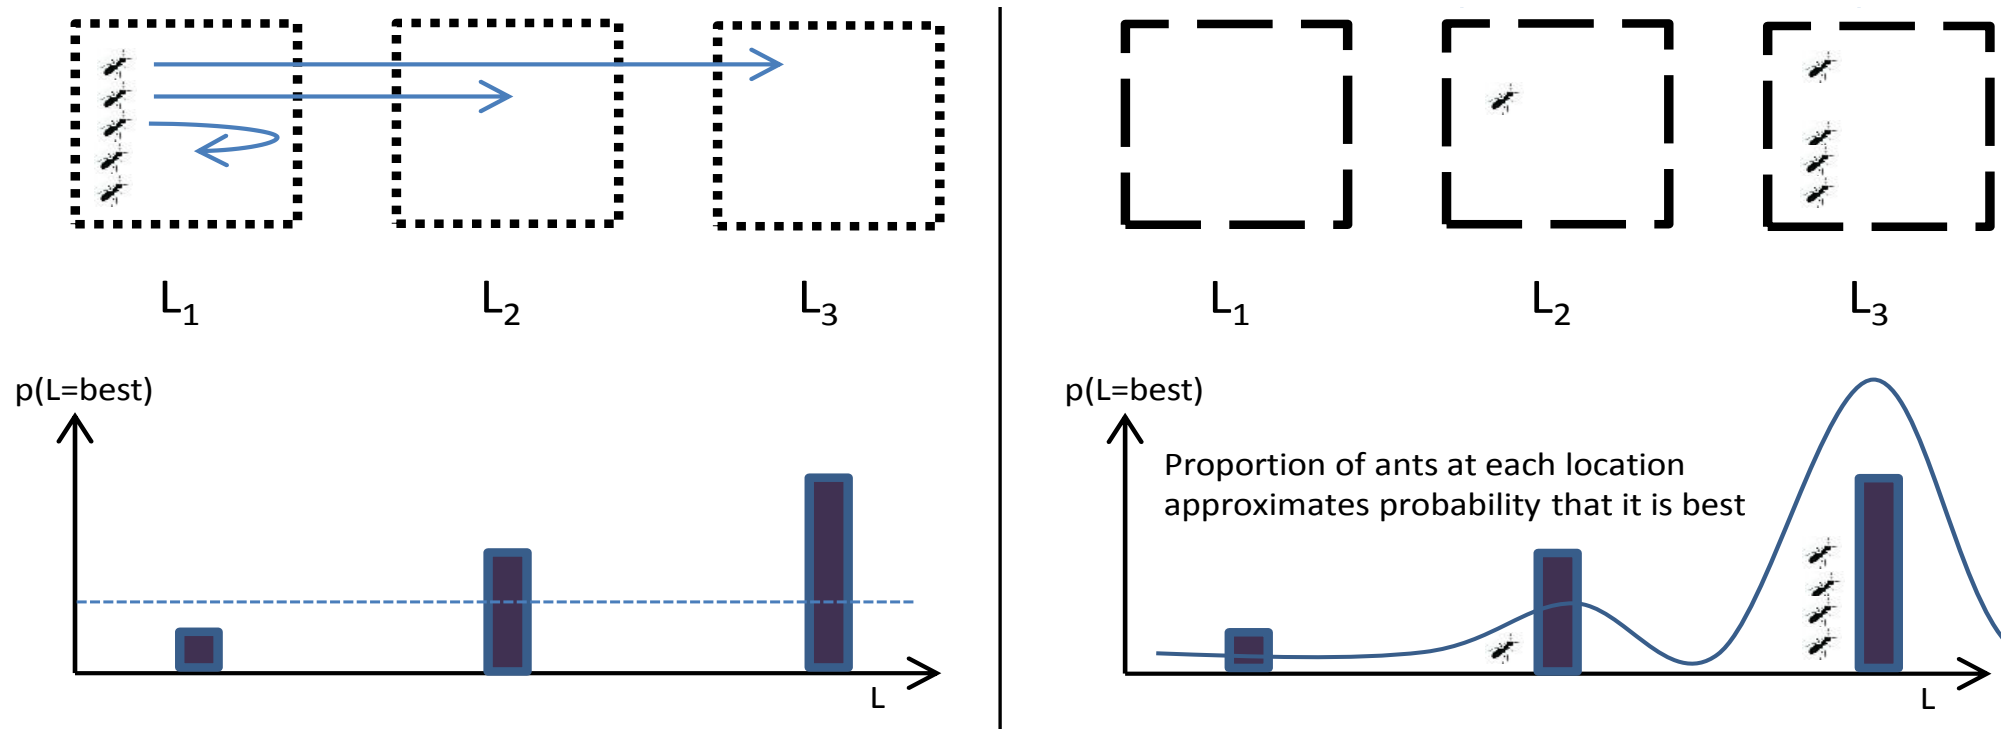 L₁ L₂ L₃
p(L=best)
L
L₁ L₂ L₃
p(L=best)
Proportion of ants at each location
approximates probability that it is best
L